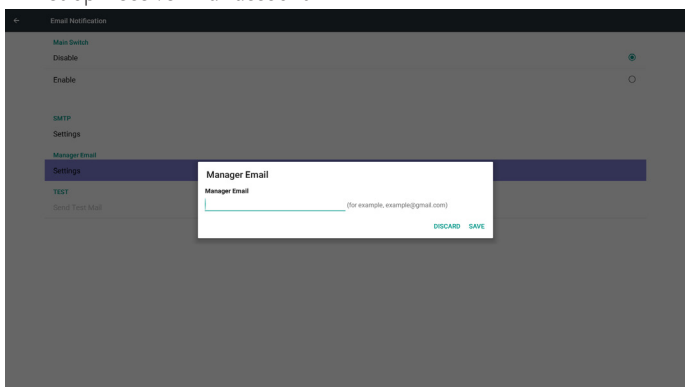 Email Notification
Main Switch
Disable
Enable
SMTP
Settings
Manager Email
Settings
TEST
Send Test Mail
Manager Email
Manager Email
(for example, example@gmail.com)
DISCARD SAVE